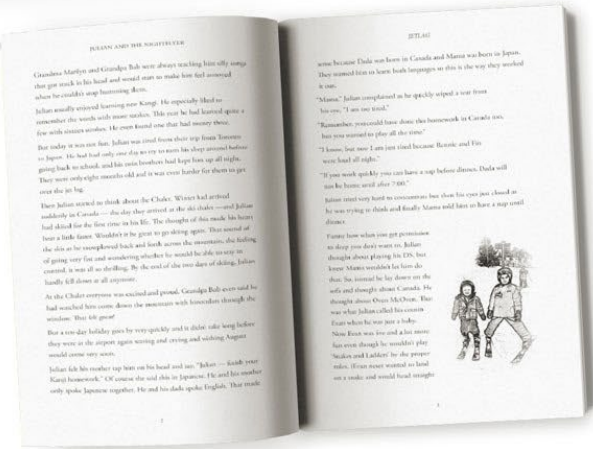 JULIAN AND THE NIGHTRULER
Grandma Marilyn and Grandpa Bob were always teaching him silly songs
that got stuck in his head and would start to make him feel annoyed
when he couldn't stop humming them.
Julian usually enjoyed learning new Kangi. He especially liked to
remember the words with more strokes. This year he had learned quite a
few with sixteen strokes. He even found one that had twenty three.
But today it was not fun. Julian was tired from their trip from Toronto
to Japan. He had had only one day to try to turn his sleep around before
going back to school, and his twin brothers had kept him up all night.
They were only eight months old and it was even harder for them to get
over the jet lag.
Then Julian started to think about the Chalet. Winter had arrived
suddenly in Canada — the day they arrived at the ski chalet —and Julian
had skied for the first time in his life. The thought of this made his heart
beat a little faster. Wouldn't it be great to go skiing again. That sound of
the skis as he snowplowed back and forth across the mountain, the feeling
of going very fast and wondering whether he would be able to stay in
control, it was all so thrilling. By the end of the two days of skiing, Julian
hardly fell down at all anymore.
At the Chalet everyone was excited and proud. Grandpa Bob even said he
had watched him come down the mountain with binoculars through the
window. That felt great!
But a ten-day holiday goes by very quickly and it didn't take long before
they were at the airport again waving and crying and wishing August
would come very soon.
Julian felt his mother tap him on his head and say, "Julian — finish your
Kanji homework." Of course she said this in Japanese. He and his mother
only spoke Japanese together. He and his dada spoke English. That made
JETLAG
sense because Dada was born in Canada and Mama was born in Japan.
They wanted him to learn both languages so this is the way they worked
it out.
"Mama," Julian complained as he quickly wiped a tear from
his eye, "I am too tired."
"Remember, you could have done this homework in Canada too,
but you wanted to play all the time."
"I know, but now I am just tired because Rennie and Fin
were loud all night."
"If you work quickly you can have a nap before dinner. Dada will
not be home until after 7:00."
Julian tried very hard to concentrate but then his eyes just closed as
he was trying to think and finally Mama told him to have a nap until
dinner.
Funny how when you get permission
to sleep you don't want to. Julian
thought about playing his DS, but
knew Mama wouldn't let him do
that. So, instead he lay down on the
sofa and thought about Canada. He
thought about Ovan McOvan. That
was what Julian called his cousin
Evan when he was just a baby.
Now Evan was five and a lot more
fun even though he wouldn't play
'Snakes and Ladders' by the proper
rules. (Evan never wanted to land
on a snake and would head straight